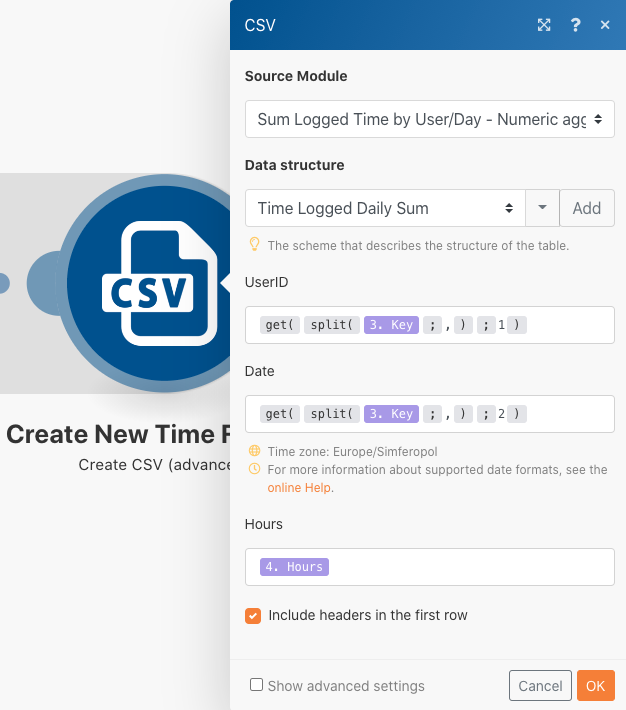 CSV
?
×
Source Module
Sum Logged Time by User/Day - Numeric agg
Data structure
Time Logged Daily Sum
Add
The scheme that describes the structure of the table.
UserID
get( split( 3. Key ; , ) ; 1 )
CSV
Date
get( split( 3. Key ; , ) ; 2 )
Create New Time F
Time zone: Europe/Simferopol
Create CSV (advance
For more information about supported date formats, see the
online Help.
Hours
4. Hours
Include headers in the first row
Show advanced settings
Cancel
OK